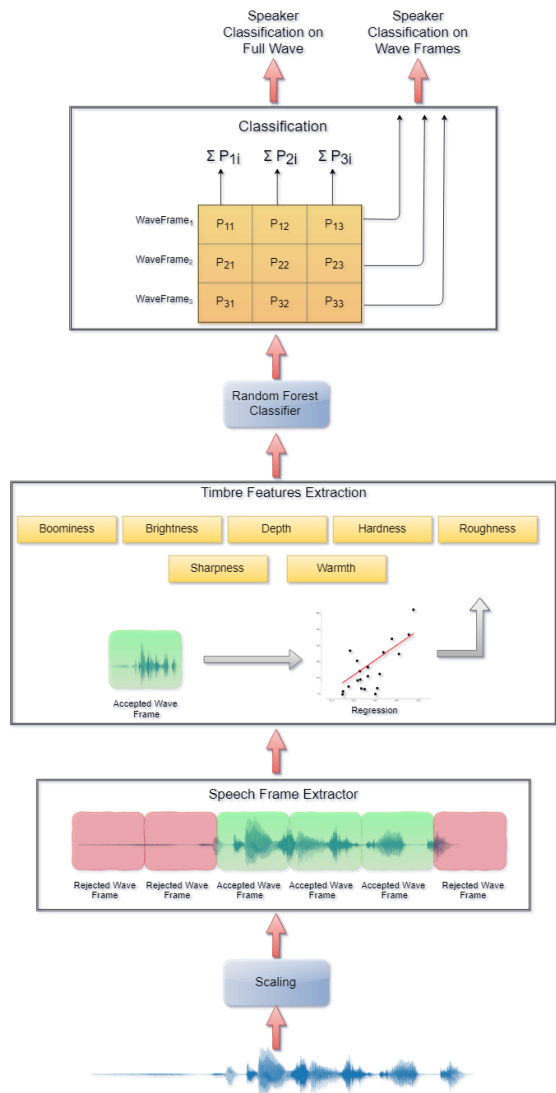 Speaker
Classification on
Full Wave
Speaker
Classification on
Wave Frames
Classification
Σ P1i
Σ P2i
Σ P3i
WaveFrame1
P11
P12
P13
WaveFrame2
P21
P22
P23
WaveFrame3
P31
P32
P33
Random Forest
Classifier
Timbre Features Extraction
Boominess
Brightness
Depth
Hardness
Roughness
Sharpness
Warmth
Accepted Wave
Frame
Regression
Speech Frame Extractor
Rejected Wave
Frame
Rejected Wave
Frame
Accepted Wave
Frame
Accepted Wave
Frame
Accepted Wave
Frame
Rejected Wave
Frame
Scaling